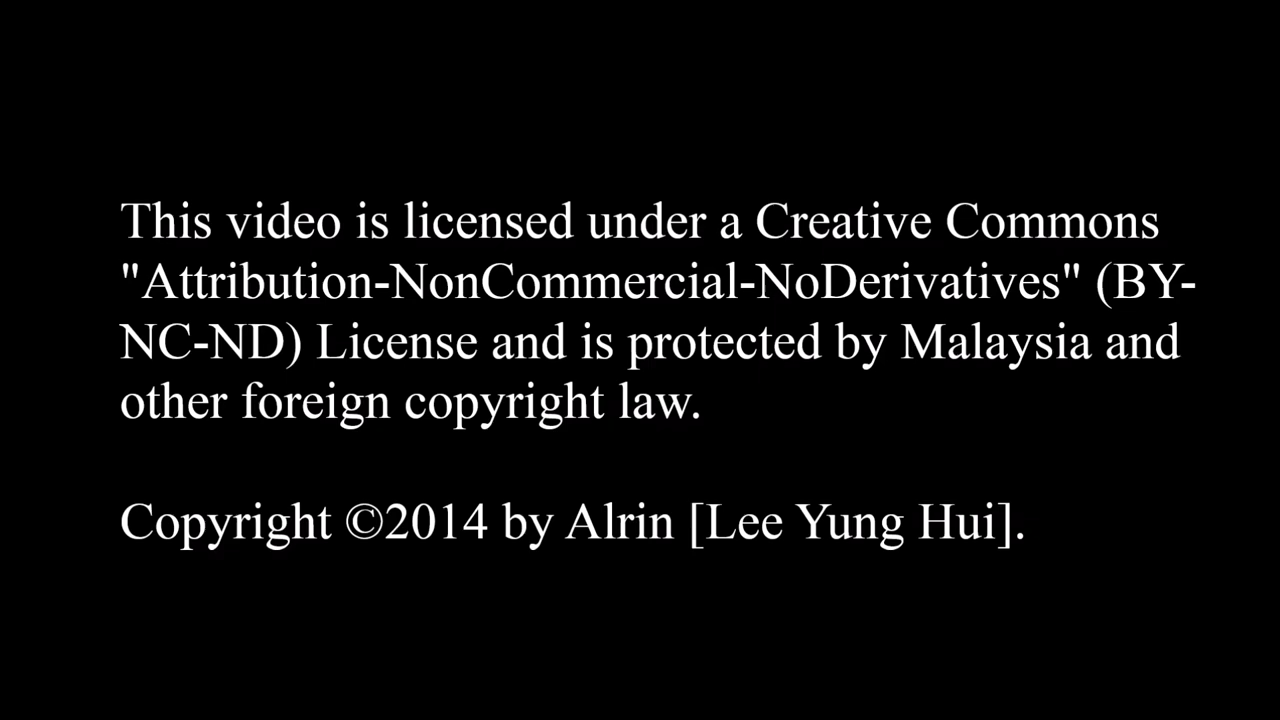 This video is licensed under a Creative Commons
"Attribution-NonCommercial-NoDerivatives" (BY-
NC-ND) License and is protected by Malaysia and
other foreign copyright law.
Copyright ©2014 by Alrin [Lee Yung Hui].